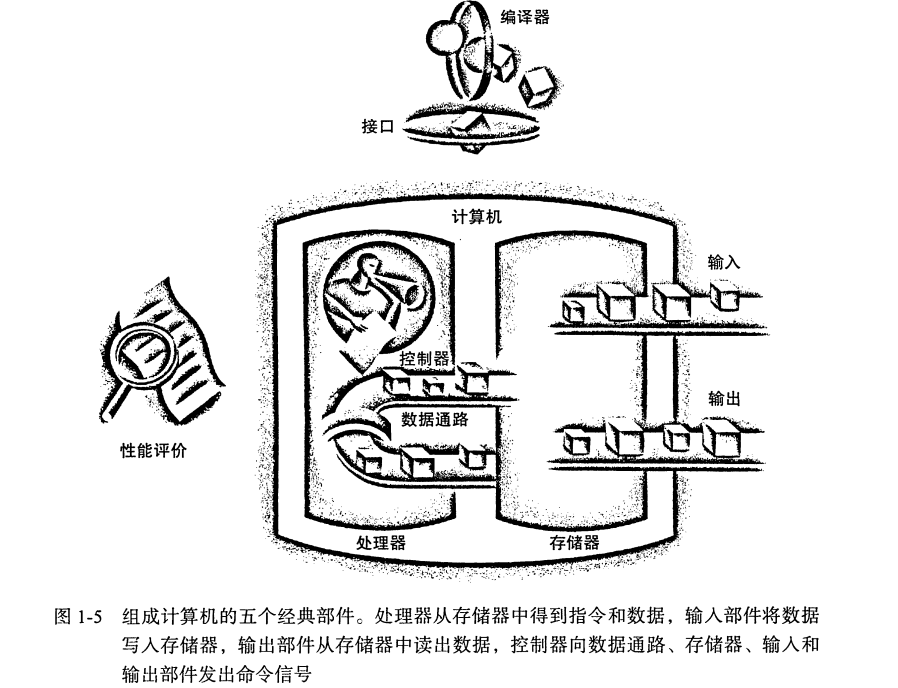 编译器
接口
计算机
输入
控制器
输出
数据通路
性能评价
处理器
存储器
图 1-5 组成计算机的五个经典部件。处理器从存储器中得到指令和数据，输入部件将数据
写入存储器，输出部件从存储器中读出数据，控制器向数据通路、存储器、输入和
输出部件发出命令信号